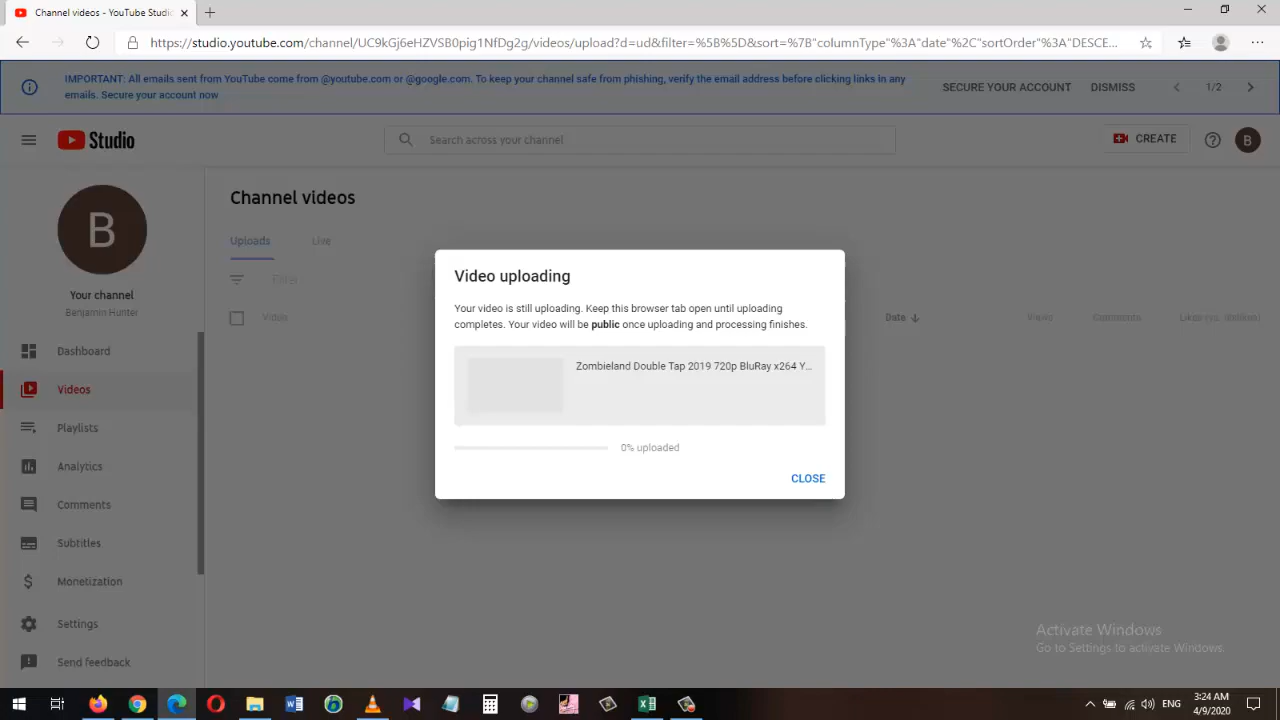 Channel videos - YouTube Studio
https://studio.youtube.com/channel/UC9kGj6eHZVSB0pig1NfDg2g/videos/upload?d=ud&filter=%5B%5D&sort=%7B"columnType"%3A"date"%2C"sortOrder"%3A"DESCE...
IMPORTANT: All emails sent from YouTube come from @youtube.com or @google.com. To keep your channel safe from phishing, verify the email address before clicking links in any
emails. Secure your account now
SECURE YOUR ACCOUNT
DISMISS
1/2
Studio
Search across your channel
CREATE
B
B
Your channel
Benjamin Hunter
Dashboard
Videos
Playlists
Analytics
Comments
Subtitles
Monetization
Settings
Send feedback
Channel videos
Uploads
Live
Filter
Video
Date
Views
Comments
Likes (vs. dislikes)
Video uploading
Your video is still uploading. Keep this browser tab open until uploading
completes. Your video will be public once uploading and processing finishes.
Zombieland Double Tap 2019 720p BluRay x264 Y...
0% uploaded
CLOSE
Activate Windows
Go to Settings to activate Windows.
ENG
3:24 AM
4/9/2020